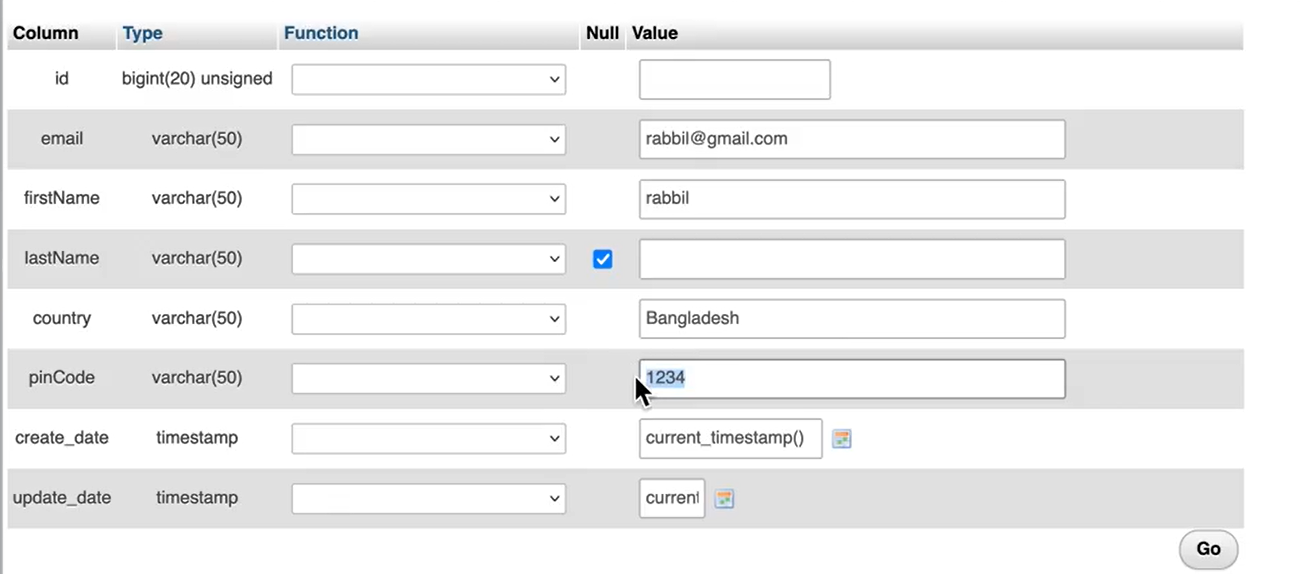 Column Type Function Null Value
id bigint(20) unsigned
email varchar(50) rabbil@gmail.com
firstName varchar(50) rabbil
lastName varchar(50)
country varchar(50) Bangladesh
pinCode varchar(50) 1234
create_date timestamp current_timestamp()
update_date timestamp current
Go